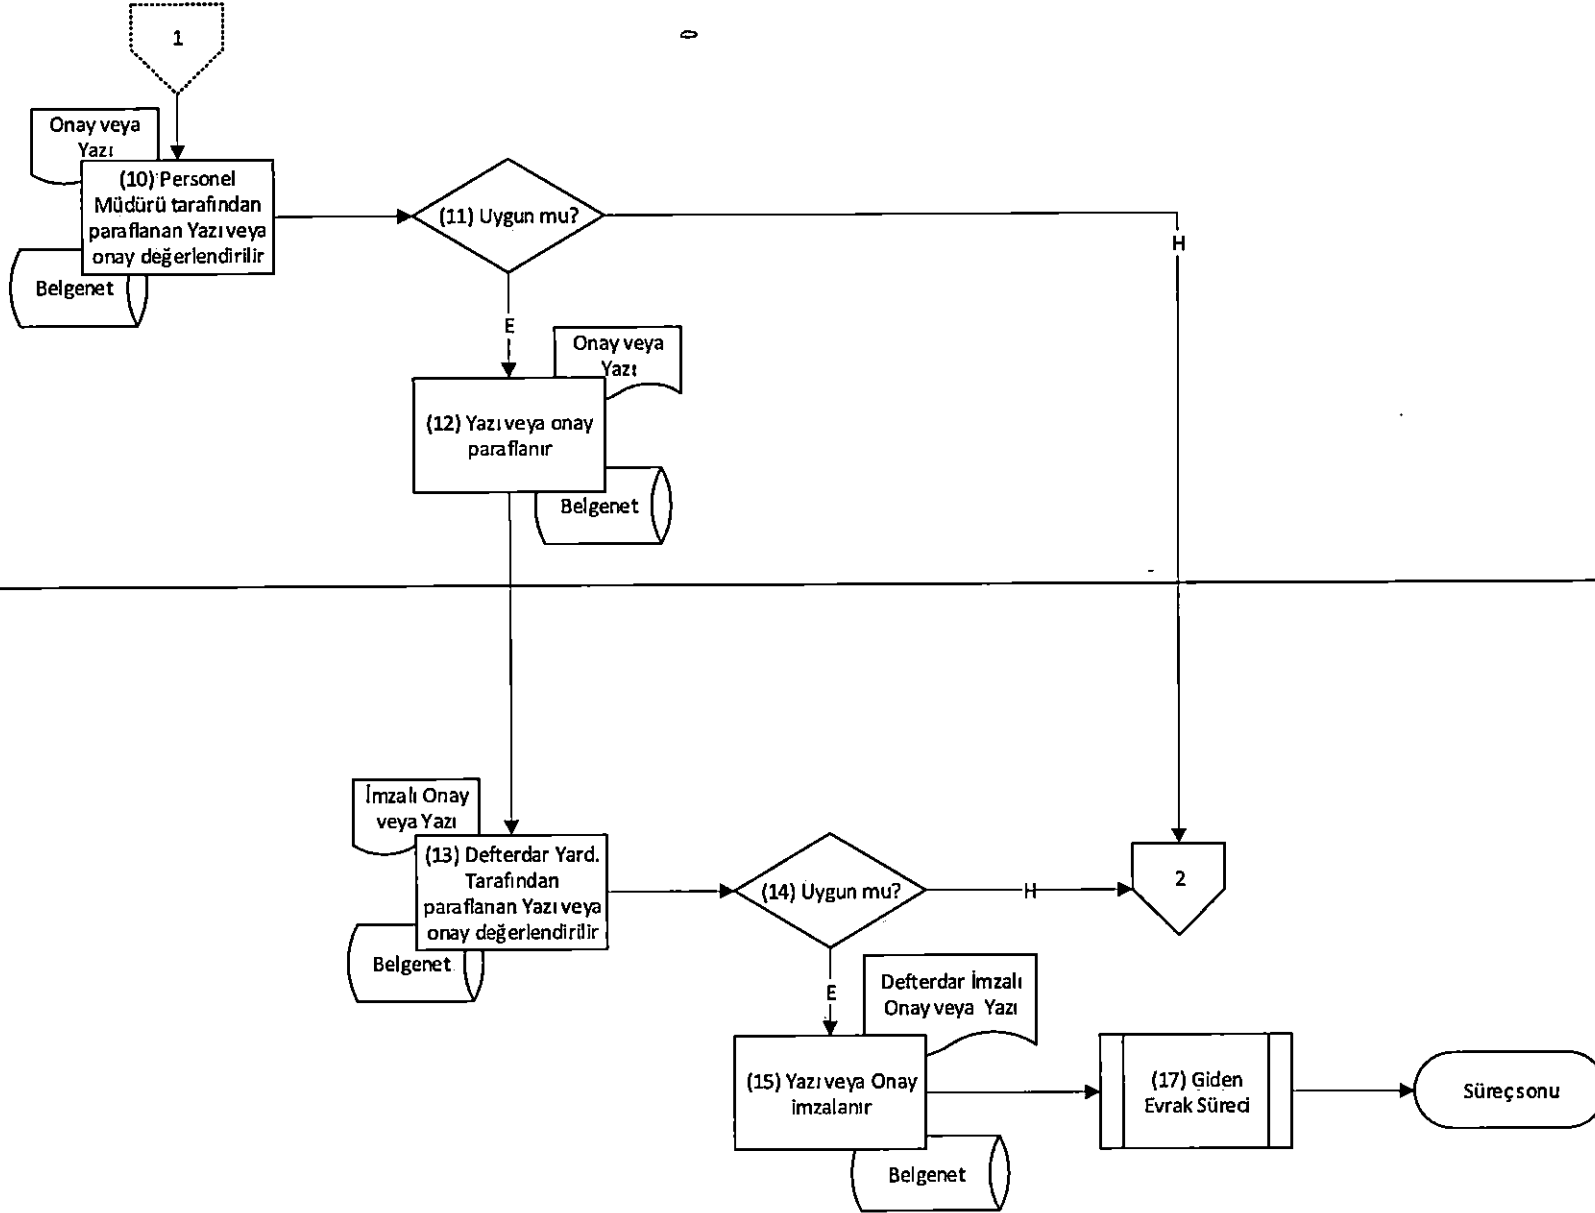 1
Onay veya
Yazı
(10) Personel
Müdürü tarafından
paraflanan Yazı veya
onay değerlendirilir
Belgenet
(11) Uygun mu?
H
E
Onay veya
Yazı
(12) Yazı veya onay
paraflanır
Belgenet
İmzalı Onay
veya Yazı
(13) Defterdar Yard.
Tarafından
paraflanan Yazı veya
onay değerlendirilir
Belgenet
(14) Uygun mu?
H
2
E
Defterdar İmzalı
Onay veya Yazı
(15) Yazı veya Onay
imzalanır
Belgenet
(17) Giden
Evrak Süreci
Süreç sonu